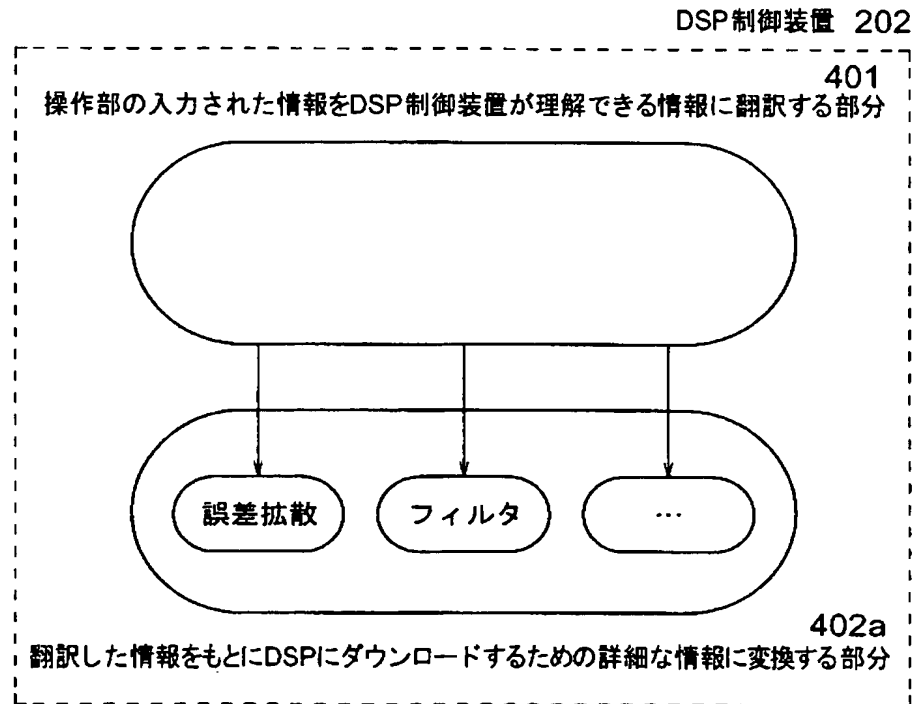 DSP制御装置 202
401
操作部の入力された情報をDSP制御装置が理解できる情報に翻訳する部分
誤差拡散
フィルタ
…
402a
翻訳した情報をもとにDSPにダウンロードするための詳細な情報に変換する部分